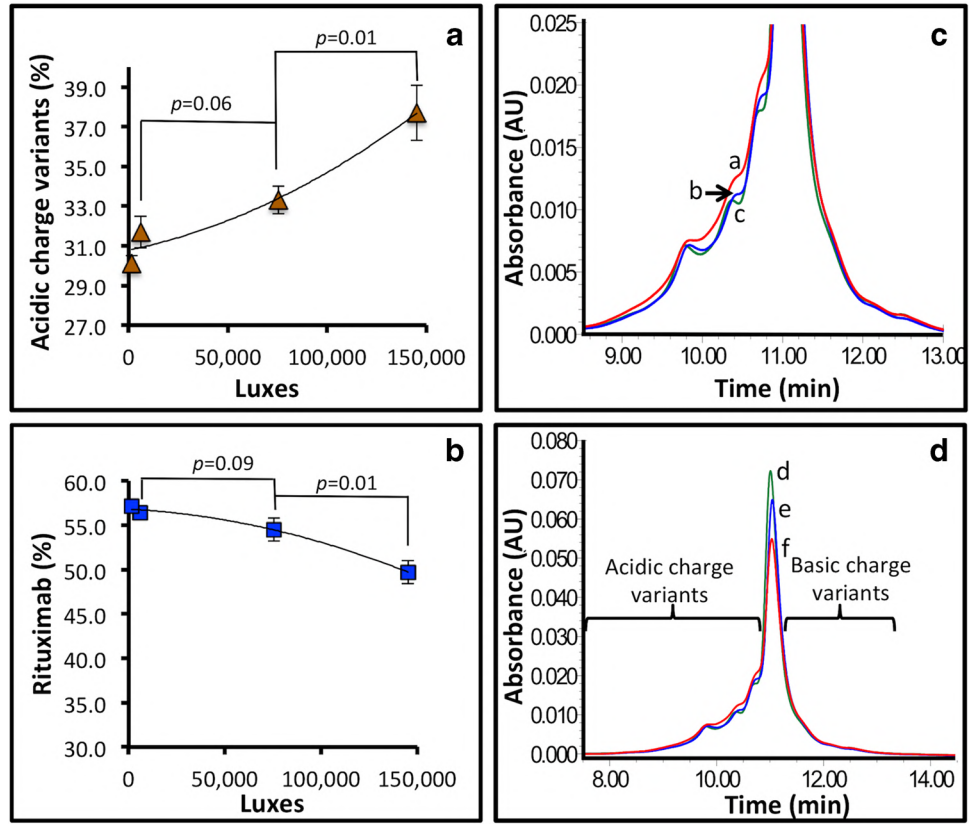 a
p=0.01
p=0.06
Acidic charge variants (%)
39.0
37.0
35.0
33.0
31.0
29.0
27.0
0
50,000
100,000
150,000
Luxes
c
Absorbance (AU)
0.025
0.020
0.015
0.010
0.005
0.000
a
b
c
9.00
10.00
11.00
12.00
13.00
Time (min)
b
p=0.09
p=0.01
Rituximab (%)
60.0
55.0
50.0
45.0
40.0
35.0
30.0
0
50,000
100,000
150,000
Luxes
d
Absorbance (AU)
0.080
0.070
0.060
0.050
0.040
0.030
0.020
0.010
0.000
d
e
f
Acidic charge
variants
Basic charge
variants
8.00
10.00
12.00
14.00
Time (min)